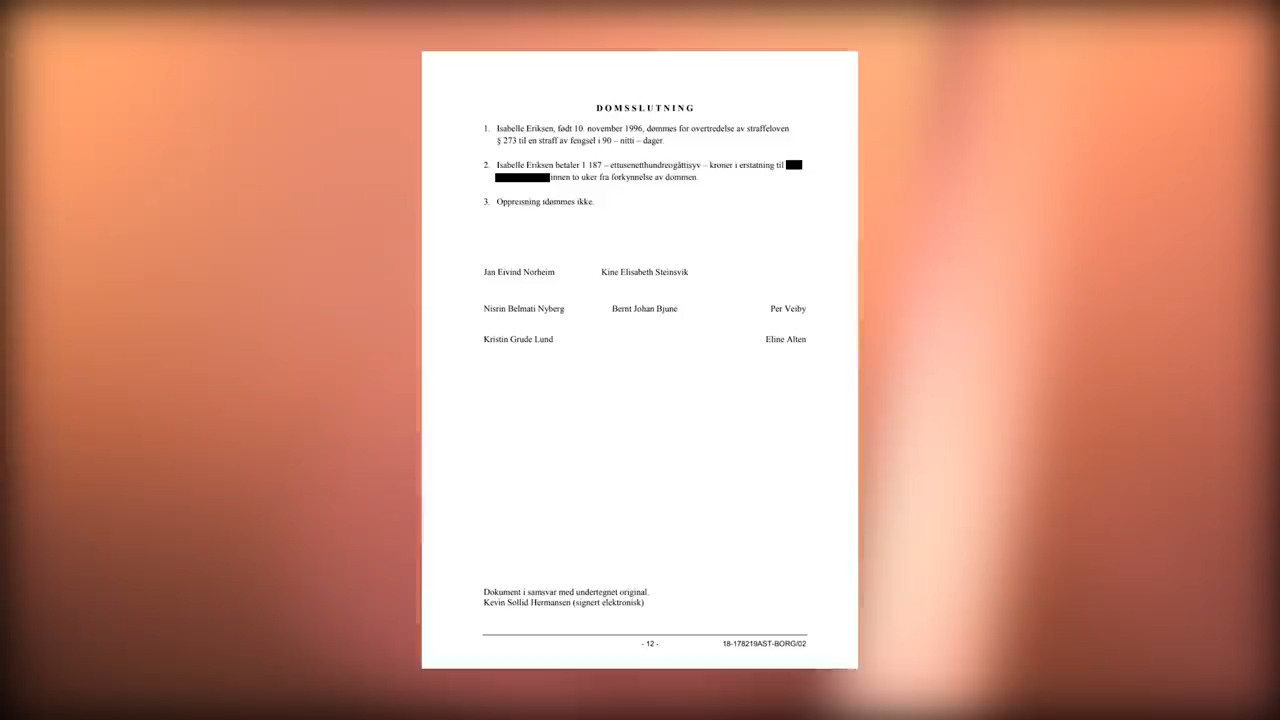 DOMSSLUTNING
1. Isabelle Eriksen, født 10. november 1996, dømmes for overtredelse av straffeloven
§ 273 til en straff av fengsel i 90 – nitti – dager.
2. Isabelle Eriksen betaler 1 187 – ettusenetthundreogåttisyv – kroner i erstatning til
innen to uker fra forkynnelse av dommen.
3. Oppreisning idømmes ikke.
Jan Eivind Norheim Kine Elisabeth Steinsvik
Nisrin Belmati Nyberg Bernt Johan Bjune Per Veiby
Kristin Grude Lund Eline Alten
Dokument i samsvar med undertegnet original.
Kevin Sollid Hermansen (signert elektronisk)
- 12 - 18-178219AST-BORG/02